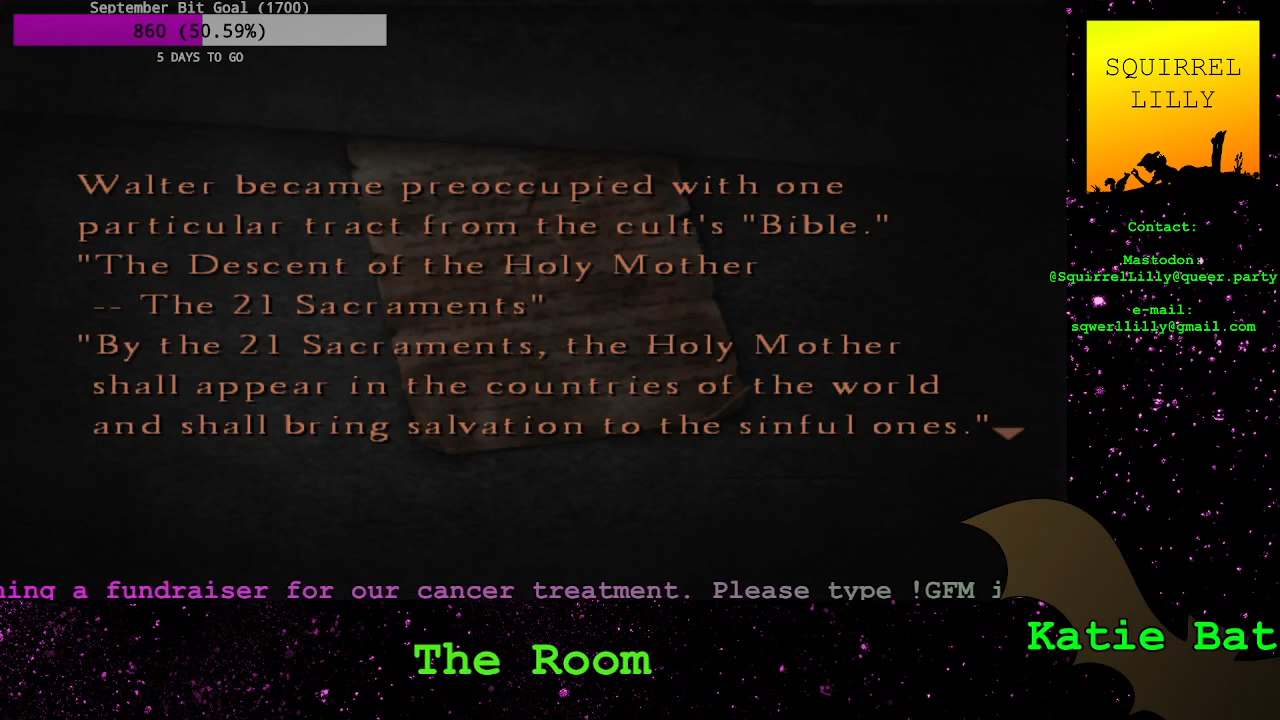 September Bit Goal (1700)
860 (50.59%)
5 DAYS TO GO
SQUIRREL
LILLY
Walter became preoccupied with one
particular tract from the cult's "Bible."
"The Descent of the Holy Mother
-- The 21 Sacraments"
"By the 21 Sacraments, the Holy Mother
shall appear in the countries of the world
and shall bring salvation to the sinful ones."
Contact:
Mastodon:
@SquirrelLilly@queer.party
e-mail:
sqwerllilly@gmail.com
a fundraiser for our cancer treatment. Please type !GFM
The Room
Katie Bat